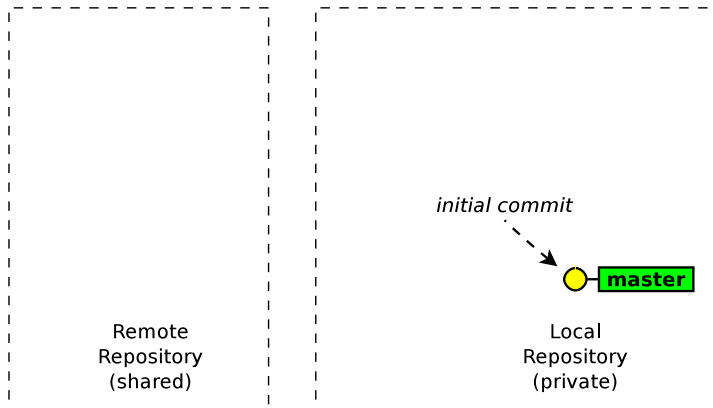 initial commit
master
Remote
Repository
(shared)
Local
Repository
(private)